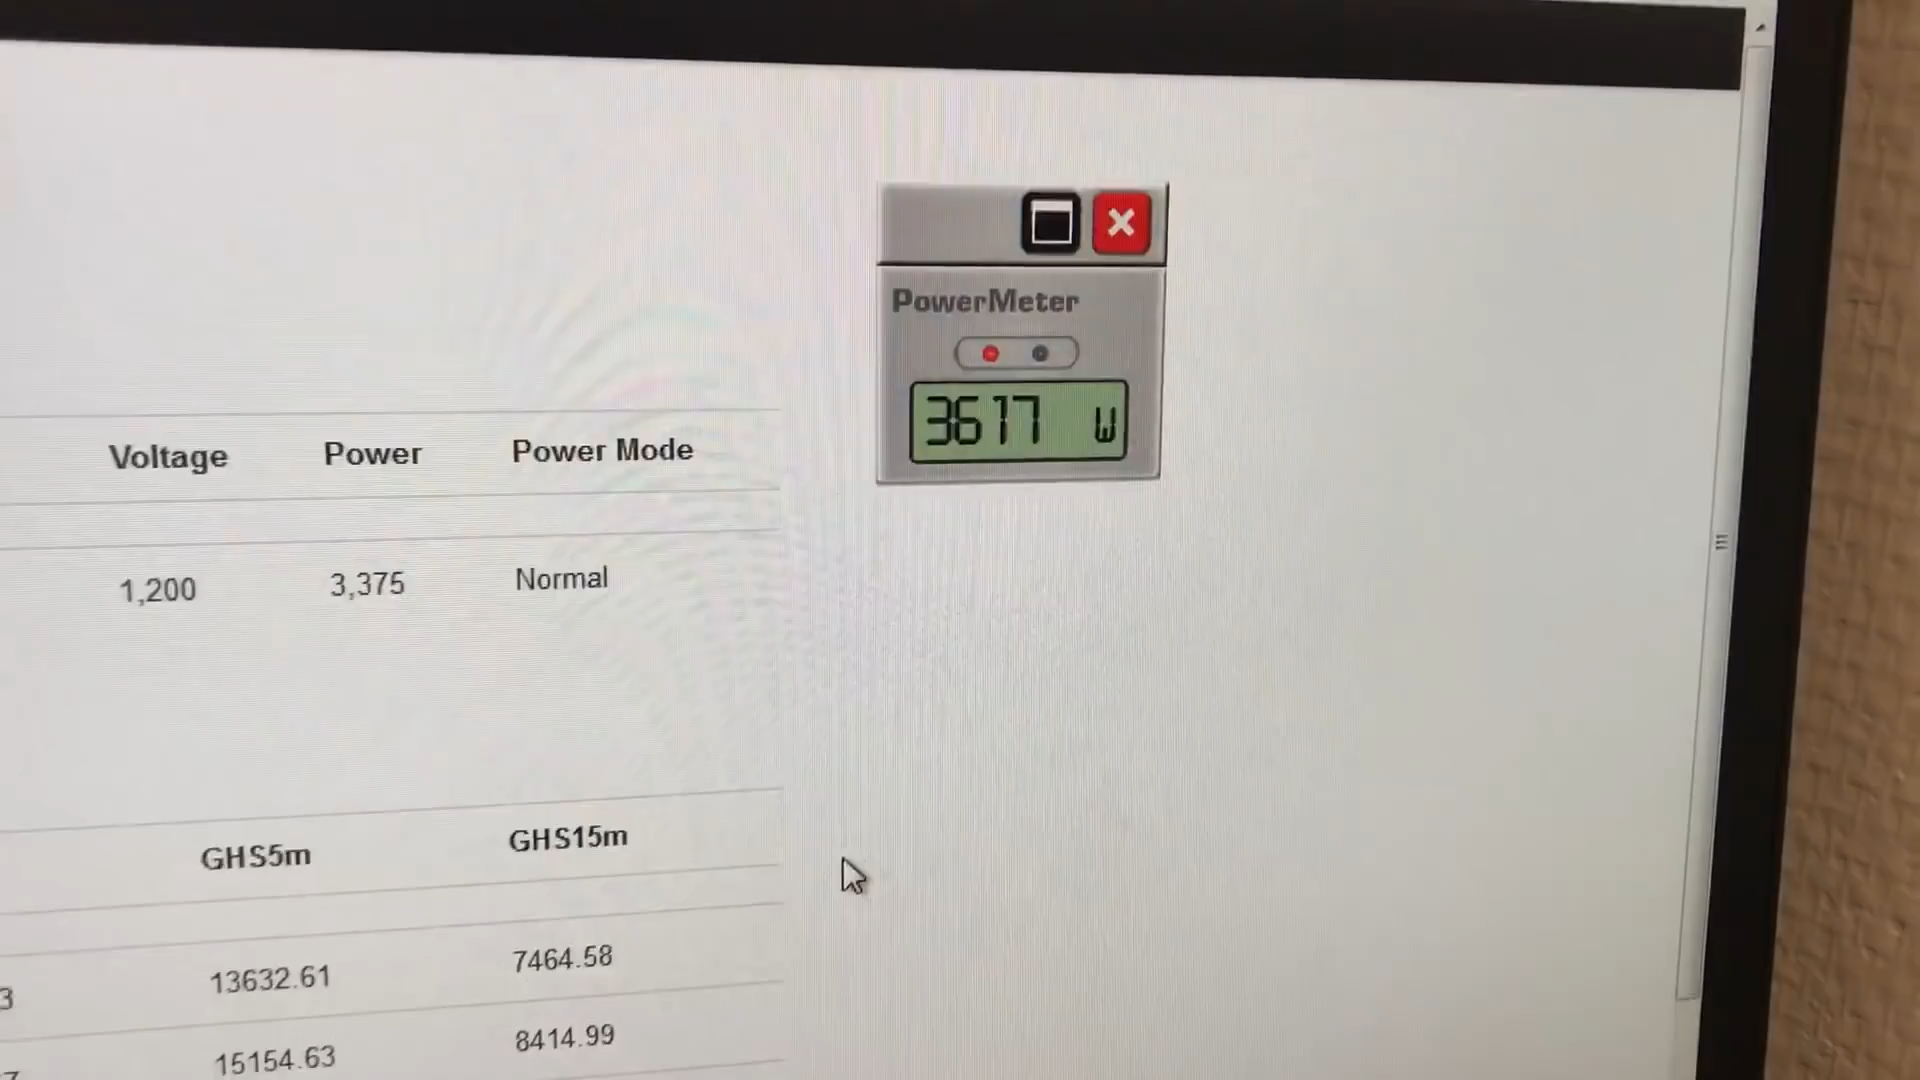 PowerMeter
3617 W
Voltage Power Power Mode
1,200 3,375 Normal
GHS5m GHS15m
3 13632.61 7464.58
15154.63 8414.99